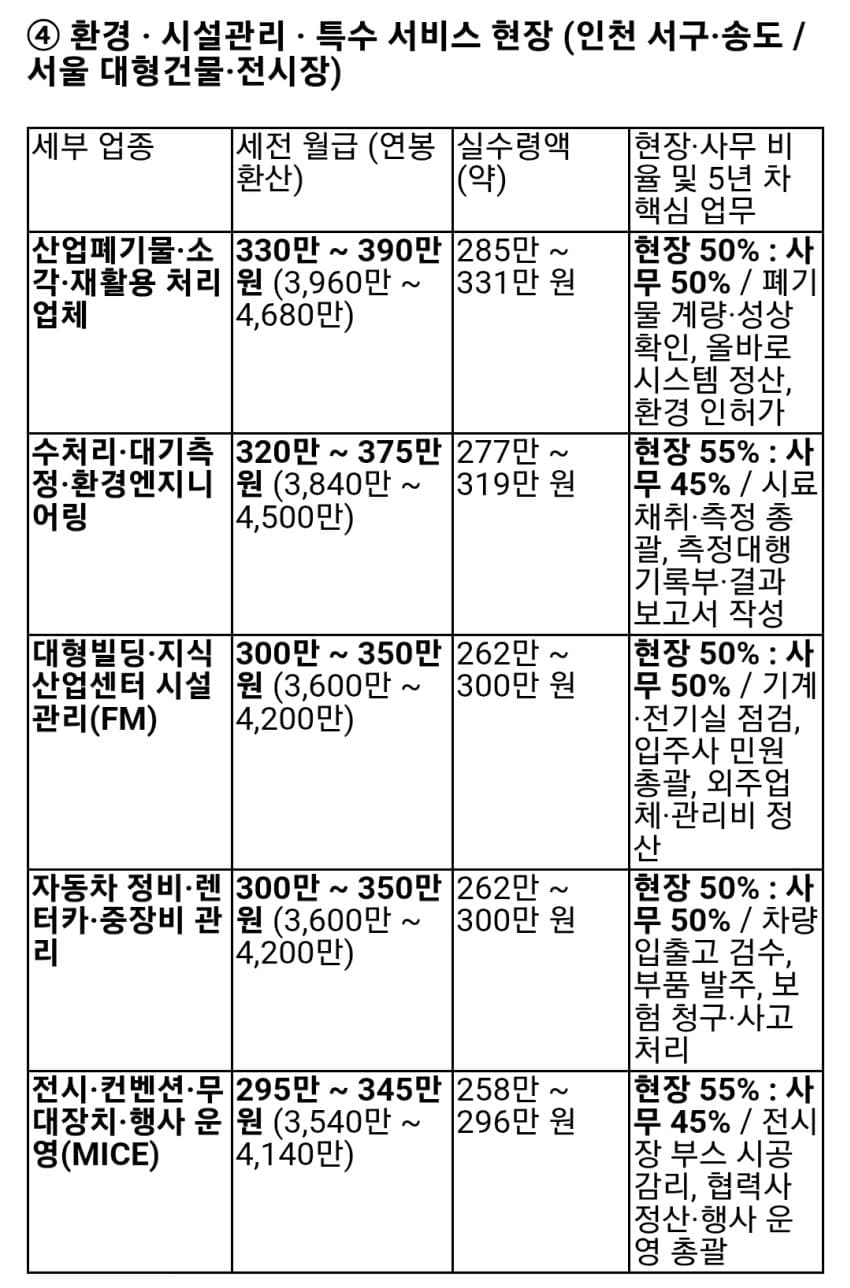 ④ 환경 · 시설관리 · 특수 서비스 현장 (인천 서구·송도 /
서울 대형건물·전시장)
세부 업종
세전 월급 (연봉
환산)
실수령액
(약)
현장·사무 비
율 및 5년 차
핵심 업무
산업폐기물·소
각·재활용 처리
업체
330만 ~ 390만
원 (3,960만 ~
4,680만)
285만 ~
331만 원
현장 50% : 사
무 50% / 폐기
물 계량·성상
확인, 올바로
시스템 정산,
환경 인허가
수처리·대기측
정·환경엔지니
어링
320만 ~ 375만
원 (3,840만 ~
4,500만)
277만 ~
319만 원
현장 55% : 사
무 45% / 시료
채취·측정 총
괄, 측정대행
기록부·결과
보고서 작성
대형빌딩·지식
산업센터 시설
관리(FM)
300만 ~ 350만
원 (3,600만 ~
4,200만)
262만 ~
300만 원
현장 50% : 사
무 50% / 기계
·전기실 점검,
입주사 민원
총괄, 외주업
체·관리비 정
산
자동차 정비·렌
터카·중장비 관
리
300만 ~ 350만
원 (3,600만 ~
4,200만)
262만 ~
300만 원
현장 50% : 사
무 50% / 차량
입출고 검수,
부품 발주, 보
험 청구·사고
처리
전시·컨벤션·무
대장치·행사 운
영(MICE)
295만 ~ 345만
원 (3,540만 ~
4,140만)
258만 ~
296만 원
현장 55% : 사
무 45% / 전시
장 부스 시공
감리, 협력사
정산·행사 운
영 총괄